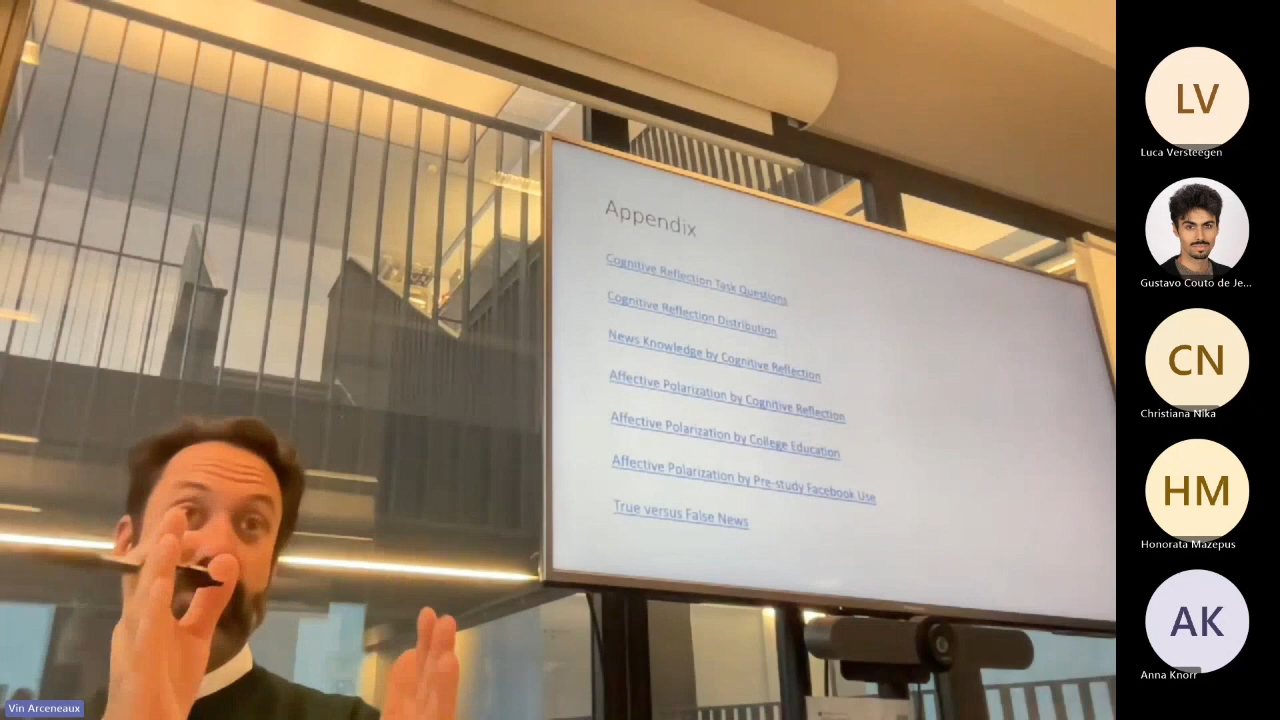 Appendix
Cognitive Reflection Task Questions
Cognitive Reflection Distribution
News Knowledge by Cognitive Reflection
Affective Polarization by Cognitive Reflection
Affective Polarization by College Education
Affective Polarization by Pre-study Facebook Use
True versus False News
Vin Arceneaux
LV
Luca Versteegen
Gustavo Couto de Je...
CN
Christiana Nika
HM
Honorata Mazepus
AK
Anna Knorr